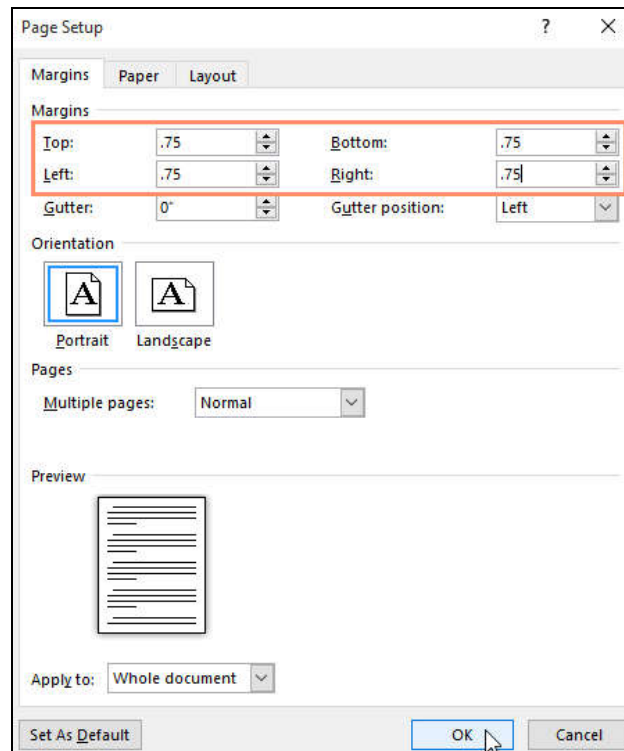 Page Setup ? X
Margins Paper Layout
Margins
Top: .75 Bottom: .75
Left: .75 Right: .75
Gutter: 0" Gutter position: Left
Orientation
A A
Portrait Landscape
Pages
Multiple pages: Normal
Preview
Apply to: Whole document
Set As Default OK Cancel